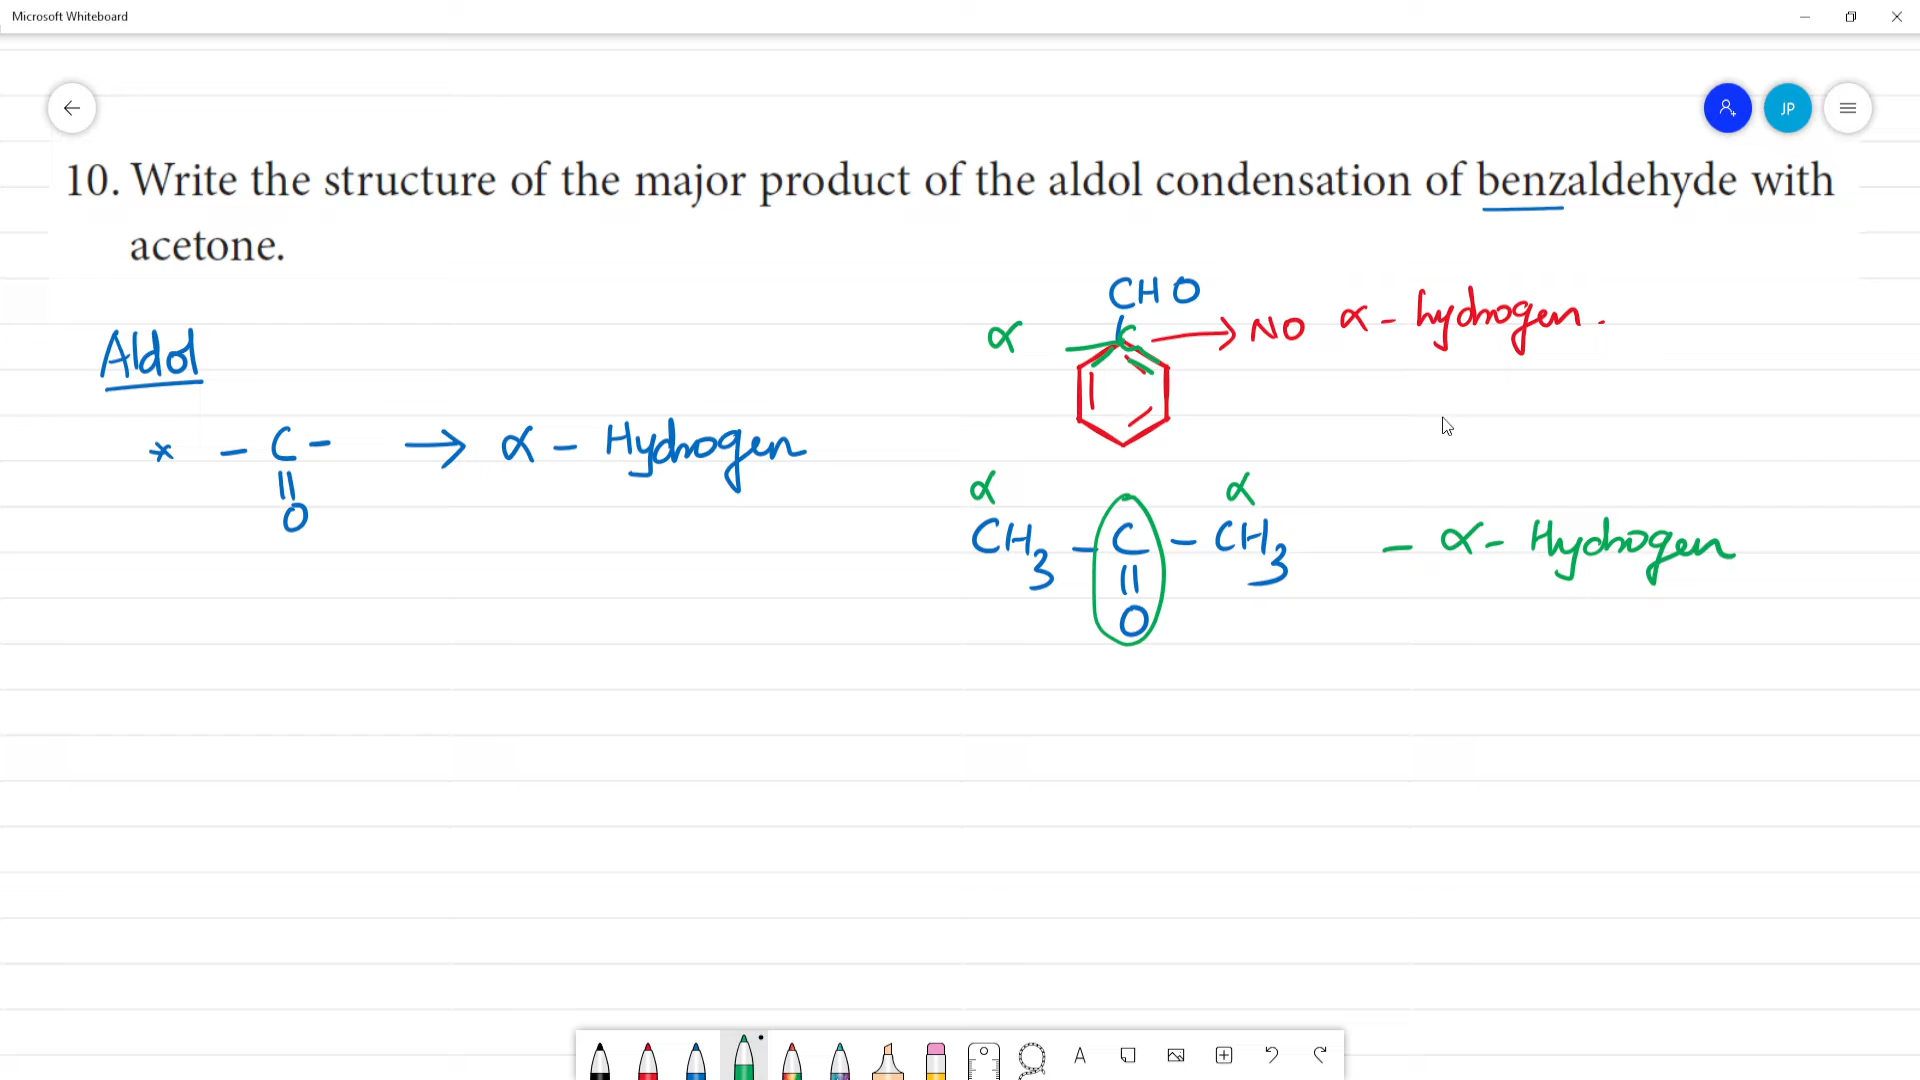 Microsoft Whiteboard
JP
10. Write the structure of the major product of the aldol condensation of benzaldehyde with
acetone.
CHO
α C → NO α - hydrogen.
Aldol
* - C - → α - Hydrogen
O
α α
CH3 - C - CH3 - α - Hydrogen
O
A